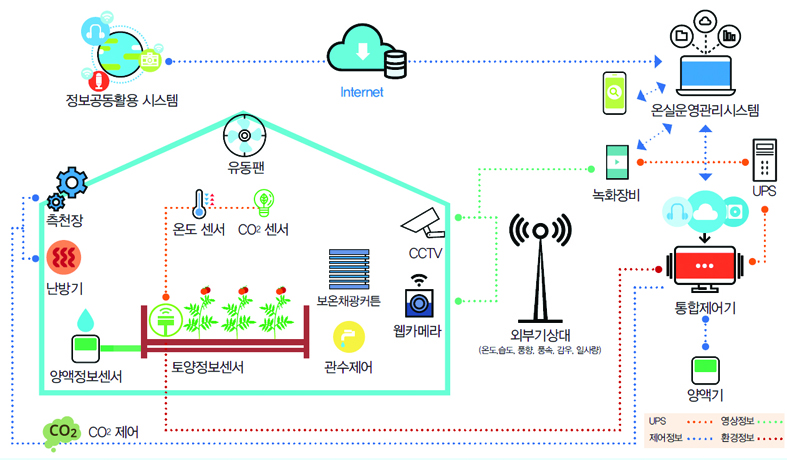 정보공동활용 시스템
Internet
온실운영관리시스템
유동팬
녹화장비
UPS
측천장
온도 센서
CO2 센서
CCTV
난방기
보온채광커튼
웹카메라
통합제어기
외부기상대
(온도,습도, 풍향, 풍속, 감우, 일사량)
양액정보센서
토양정보센서
관수제어
양액기
CO2
CO2 제어
UPS
영상정보
제어정보
환경정보